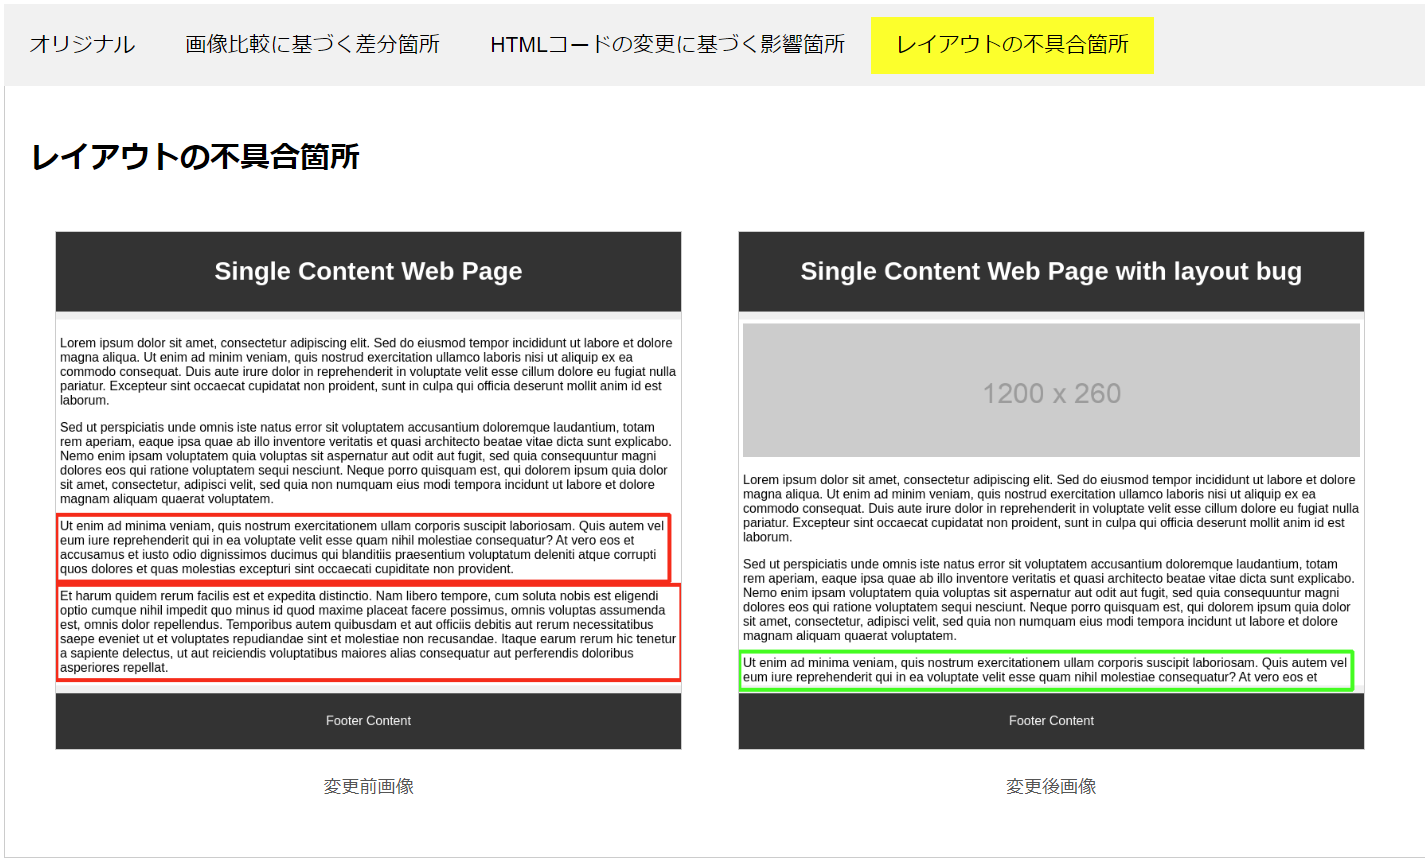 オリジナル 画像比較に基づく差分箇所 HTMLコードの変更に基づく影響箇所 レイアウトの不具合箇所
レイアウトの不具合箇所
Single Content Web Page
Lorem ipsum dolor sit amet, consectetur adipiscing elit. Sed do eiusmod tempor incididunt ut labore et dolore
magna aliqua. Ut enim ad minim veniam, quis nostrud exercitation ullamco laboris nisi ut aliquip ex ea
commodo consequat. Duis aute irure dolor in reprehenderit in voluptate velit esse cillum dolore eu fugiat nulla
pariatur. Excepteur sint occaecat cupidatat non proident, sunt in culpa qui officia deserunt mollit anim id est
laborum.
Sed ut perspiciatis unde omnis iste natus error sit voluptatem accusantium doloremque laudantium, totam
rem aperiam, eaque ipsa quae ab illo inventore veritatis et quasi architecto beatae vitae dicta sunt explicabo.
Nemo enim ipsam voluptatem quia voluptas sit aspernatur aut odit aut fugit, sed quia consequuntur magni
dolores eos qui ratione voluptatem sequi nesciunt. Neque porro quisquam est, qui dolorem ipsum quia dolor
sit amet, consectetur, adipisci velit, sed quia non numquam eius modi tempora incidunt ut labore et dolore
magnam aliquam quaerat voluptatem.
Ut enim ad minima veniam, quis nostrum exercitationem ullam corporis suscipit laboriosam. Quis autem vel
eum iure reprehenderit qui in ea voluptate velit esse quam nihil molestiae consequatur? At vero eos et
accusamus et iusto odio dignissimos ducimus qui blanditiis praesentium voluptatum deleniti atque corrupti
quos dolores et quas molestias excepturi sint occaecati cupiditate non provident.
Et harum quidem rerum facilis est et expedita distinctio. Nam libero tempore, cum soluta nobis est eligendi
optio cumque nihil impedit quo minus id quod maxime placeat facere possimus, omnis voluptas assumenda
est, omnis dolor repellendus. Temporibus autem quibusdam et aut officiis debitis aut rerum necessitatibus
saepe eveniet ut et voluptates repudiandae sint et molestiae non recusandae. Itaque earum rerum hic tenetur
a sapiente delectus, ut aut reiciendis voluptatibus maiores alias consequatur aut perferendis doloribus
asperiores repellat.
Footer Content
変更前画像
Single Content Web Page with layout bug
1200 x 260
Lorem ipsum dolor sit amet, consectetur adipiscing elit. Sed do eiusmod tempor incididunt ut labore et dolore
magna aliqua. Ut enim ad minim veniam, quis nostrud exercitation ullamco laboris nisi ut aliquip ex ea
commodo consequat. Duis aute irure dolor in reprehenderit in voluptate velit esse cillum dolore eu fugiat nulla
pariatur. Excepteur sint occaecat cupidatat non proident, sunt in culpa qui officia deserunt mollit anim id est
laborum.
Sed ut perspiciatis unde omnis iste natus error sit voluptatem accusantium doloremque laudantium, totam
rem aperiam, eaque ipsa quae ab illo inventore veritatis et quasi architecto beatae vitae dicta sunt explicabo.
Nemo enim ipsam voluptatem quia voluptas sit aspernatur aut odit aut fugit, sed quia consequuntur magni
dolores eos qui ratione voluptatem sequi nesciunt. Neque porro quisquam est, qui dolorem ipsum quia dolor
sit amet, consectetur, adipisci velit, sed quia non numquam eius modi tempora incidunt ut labore et dolore
magnam aliquam quaerat voluptatem.
Ut enim ad minima veniam, quis nostrum exercitationem ullam corporis suscipit laboriosam. Quis autem vel
eum iure reprehenderit qui in ea voluptate velit esse quam nihil molestiae consequatur? At vero eos et
Footer Content
変更後画像